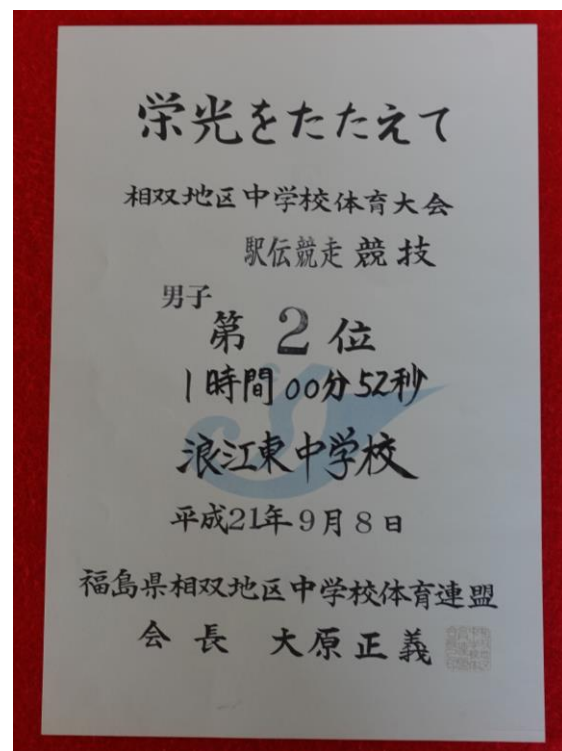 栄光をたたえて
相双地区中学校体育大会
駅伝競走競技
男子
第2位
1時間00分52秒
浪江東中学校
平成21年9月8日
福島県相双地区中学校体育連盟
会長 大原正義